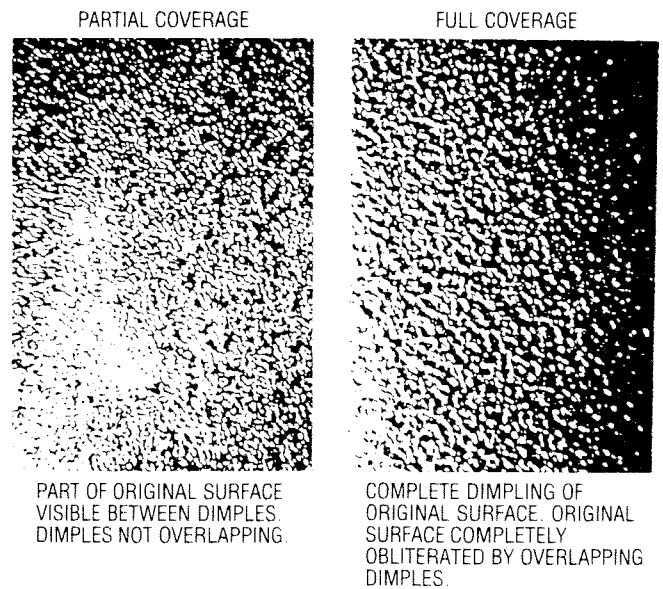 PARTIAL COVERAGE
FULL COVERAGE
PART OF ORIGINAL SURFACE
VISIBLE BETWEEN DIMPLES.
DIMPLES NOT OVERLAPPING.
COMPLETE DIMPLING OF
ORIGINAL SURFACE. ORIGINAL
SURFACE COMPLETELY
OBLITERATED BY OVERLAPPING
DIMPLES.